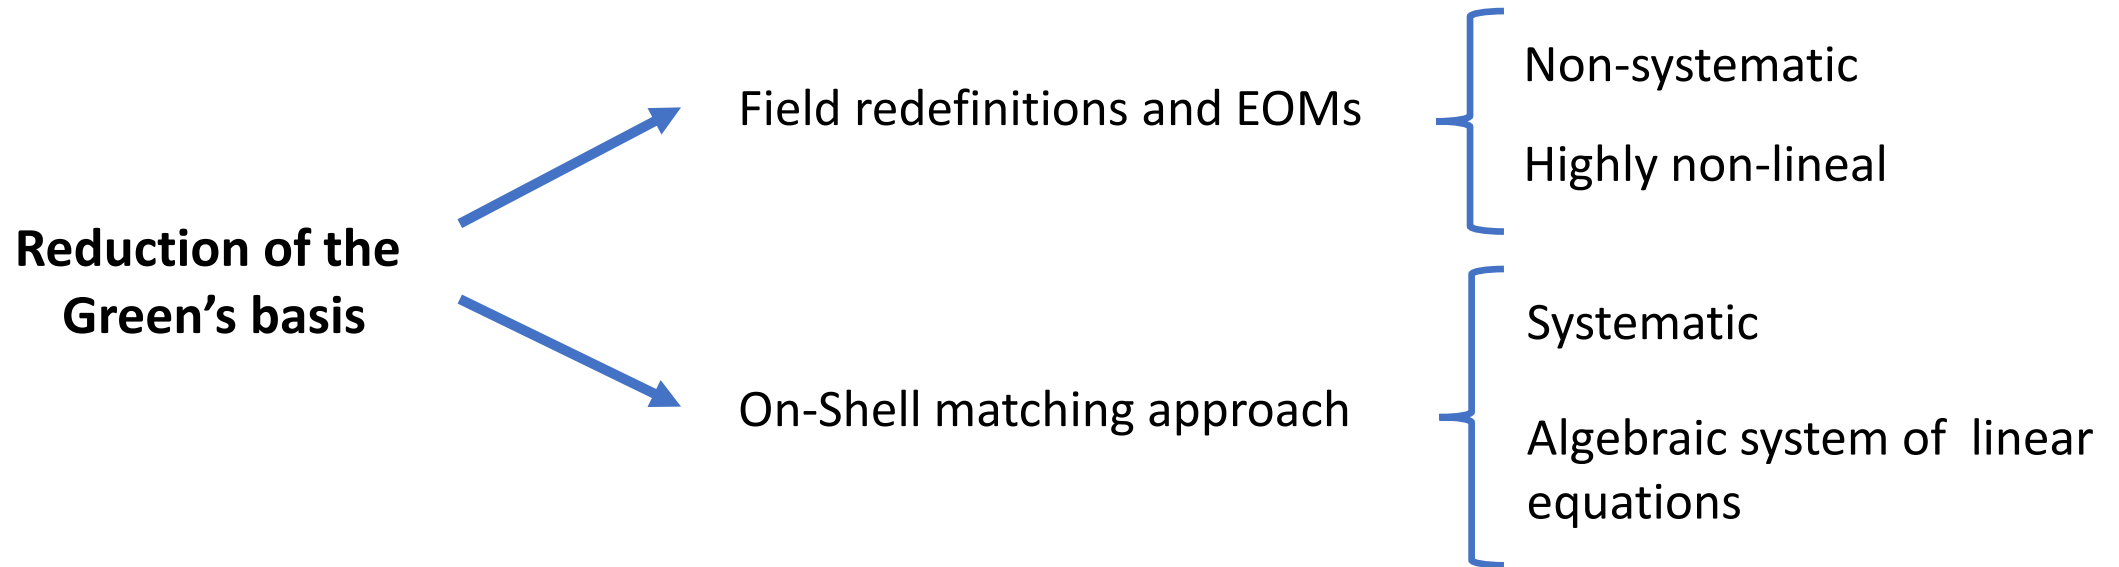 Reduction of the
Green’s basis
Field redefinitions and EOMs
Non-systematic
Highly non-lineal
On-Shell matching approach
Systematic
Algebraic system of  linear
equations